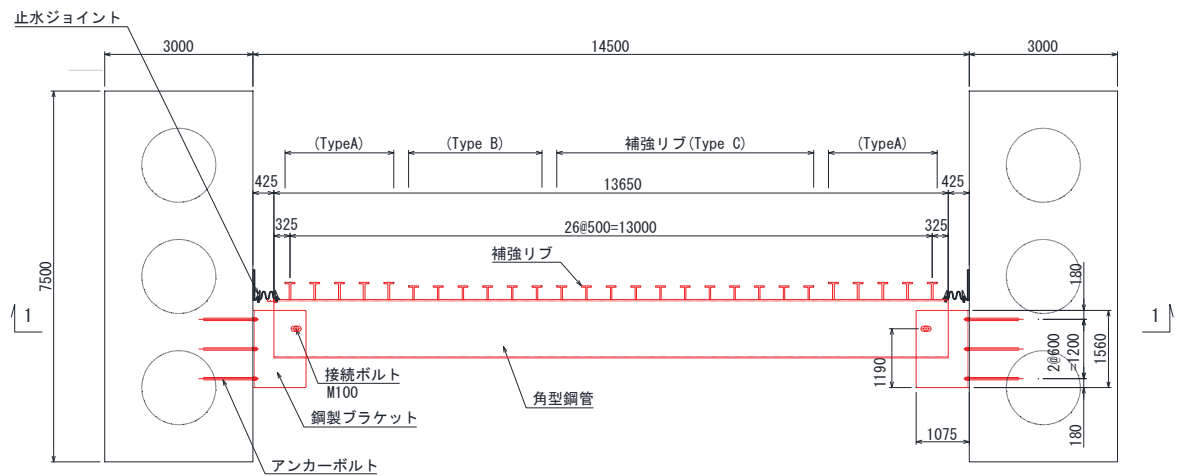 止水ジョイント
3000
14500
3000
(TypeA)
(Type B)
補強リブ(Type C)
(TypeA)
425
13650
425
325
26@500=13000
325
補強リブ
7500
180
1
1
2@600
=1200
1560
1190
接続ボルト
M100
角型鋼管
鋼製ブラケット
1075
180
アンカーボルト